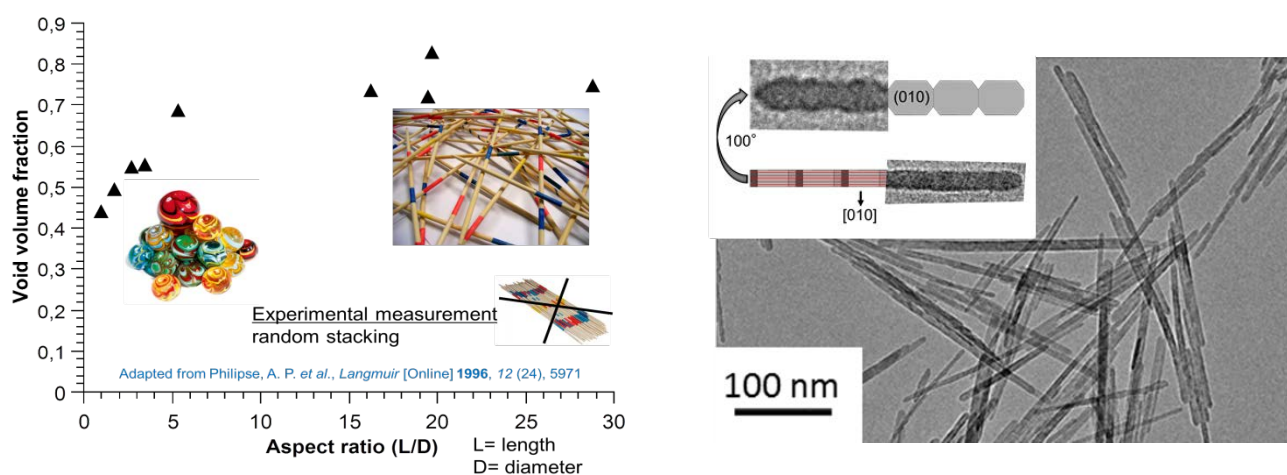 0,9
0,8
0,7
0,6
0,5
0,4
0,3
0,2
0,1
0
Void volume fraction
Experimental measurement
random stacking
Adapted from Philipse, A. P. et al., Langmuir [Online] 1996, 12 (24), 5971
0 5 10 15 20 25 30
Aspect ratio (L/D)
L= length
D= diameter
(010)
100°
[010]
100 nm